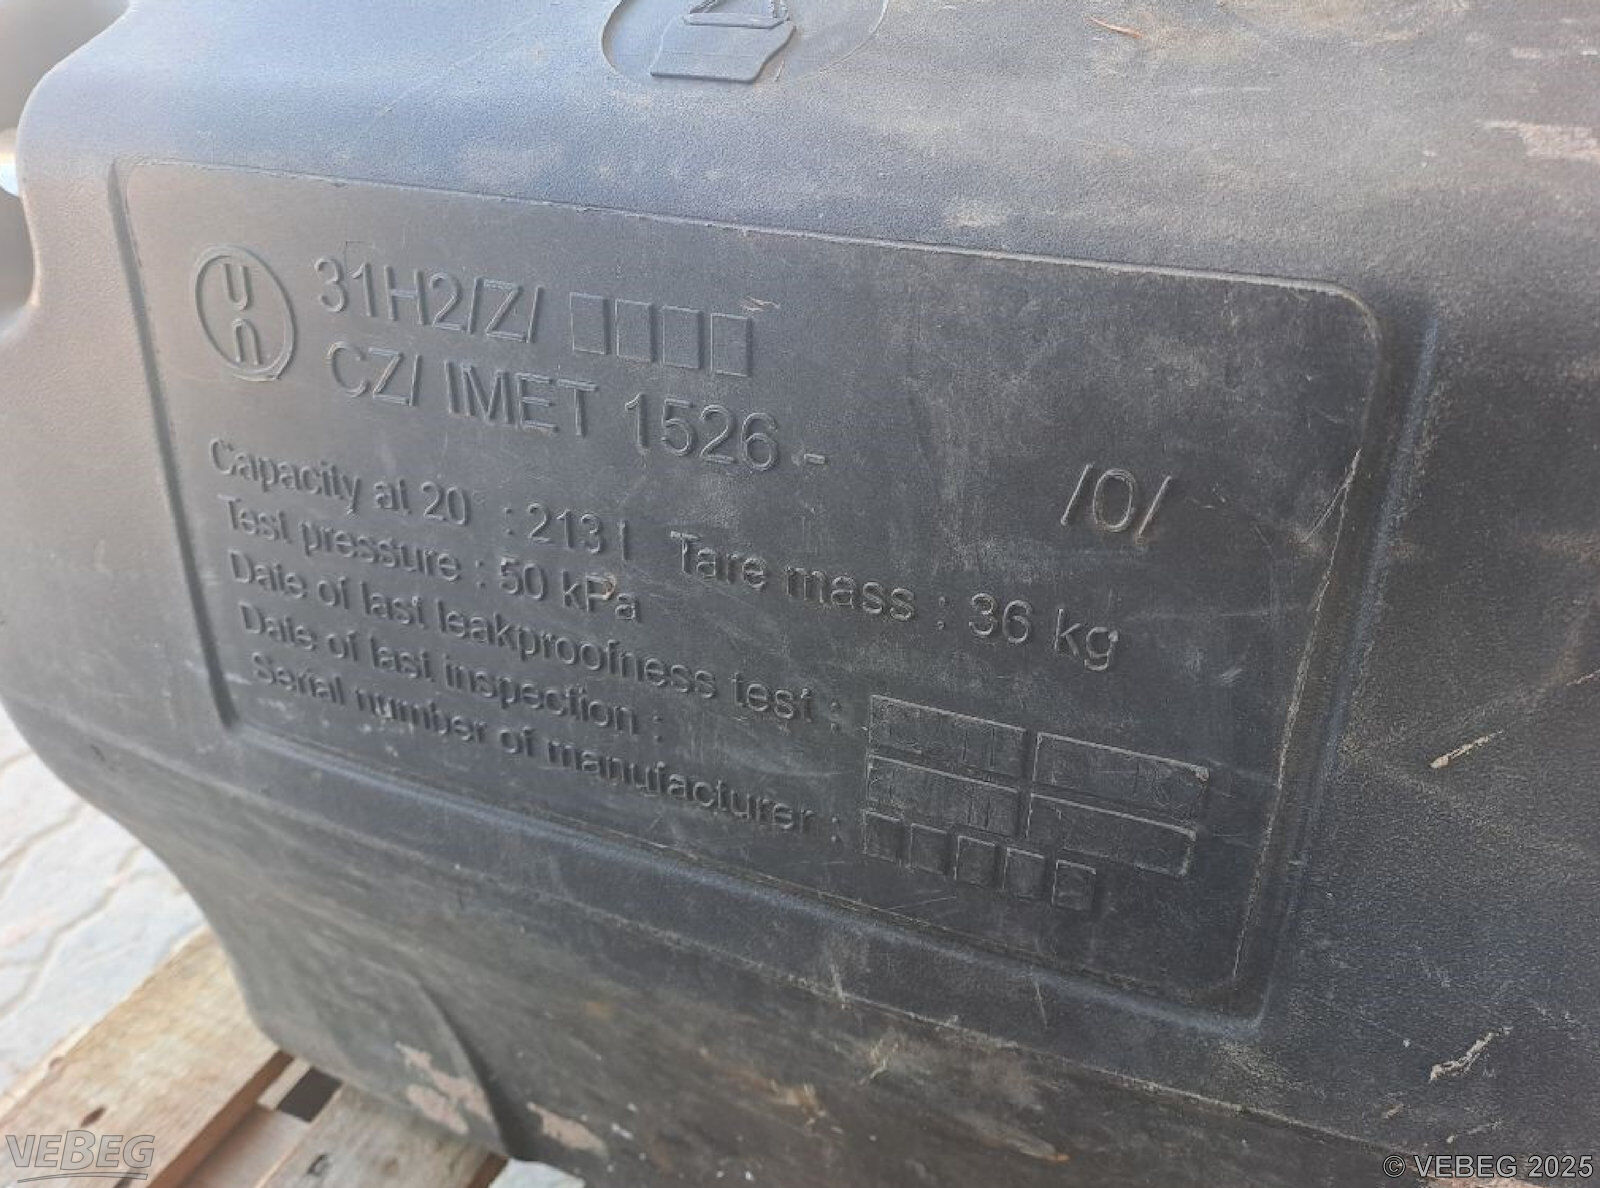 un
31H2/Z/
CZ/ IMET 1526 -
/0/
Capacity at 20° : 213 l Tare mass : 36 kg
Test pressure : 50 kPa
Date of last leakproofness test :
Date of last inspection :
Serial number of manufacturer :
VEBEG
© VEBEG 2025